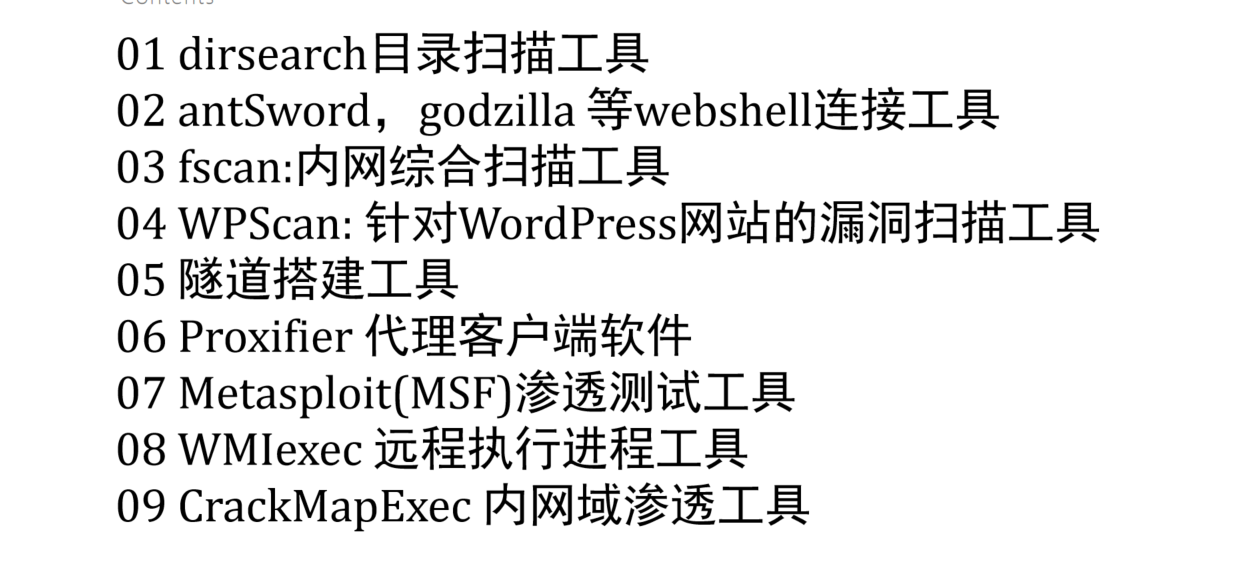 Contents
01 dirsearch目录扫描工具
02 antSword，godzilla 等webshell连接工具
03 fscan:内网综合扫描工具
04 WPScan: 针对WordPress网站的漏洞扫描工具
05 隧道搭建工具
06 Proxifier 代理客户端软件
07 Metasploit(MSF)渗透测试工具
08 WMIexec 远程执行进程工具
09 CrackMapExec 内网域渗透工具